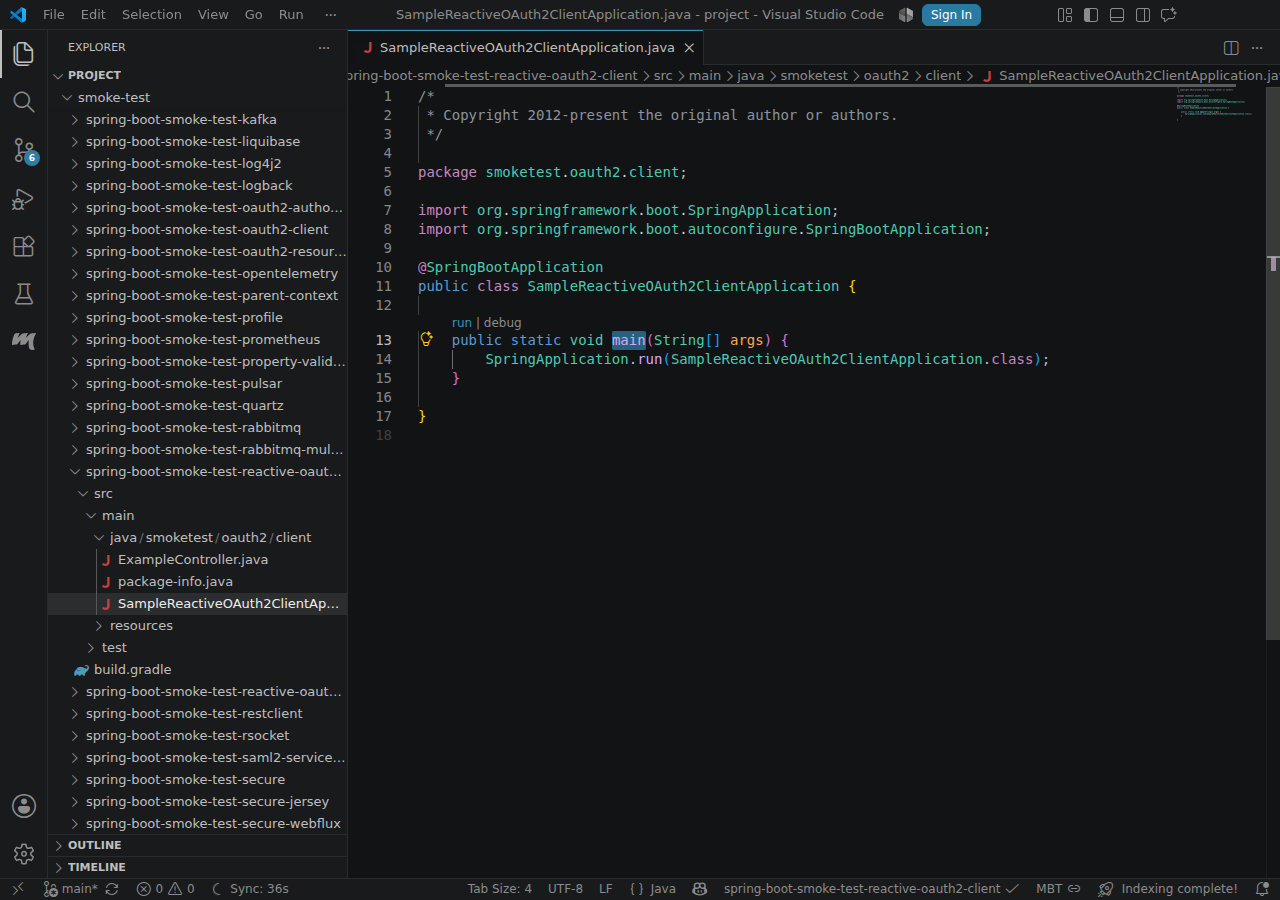 File Edit Selection View Go Run ··· SampleReactiveOAuth2ClientApplication.java - project - Visual Studio Code Sign In
EXPLORER ···
PROJECT
smoke-test
spring-boot-smoke-test-kafka
spring-boot-smoke-test-liquibase
spring-boot-smoke-test-log4j2
spring-boot-smoke-test-logback
spring-boot-smoke-test-oauth2-autho...
spring-boot-smoke-test-oauth2-client
spring-boot-smoke-test-oauth2-resour...
spring-boot-smoke-test-opentelemetry
spring-boot-smoke-test-parent-context
spring-boot-smoke-test-profile
spring-boot-smoke-test-prometheus
spring-boot-smoke-test-property-valid...
spring-boot-smoke-test-pulsar
spring-boot-smoke-test-quartz
spring-boot-smoke-test-rabbitmq
spring-boot-smoke-test-rabbitmq-mul...
spring-boot-smoke-test-reactive-oaut...
src
main
java/smoketest/oauth2/client
ExampleController.java
package-info.java
SampleReactiveOAuth2ClientAp...
resources
test
build.gradle
spring-boot-smoke-test-reactive-oaut...
spring-boot-smoke-test-restclient
spring-boot-smoke-test-rsocket
spring-boot-smoke-test-saml2-service...
spring-boot-smoke-test-secure
spring-boot-smoke-test-secure-jersey
spring-boot-smoke-test-secure-webflux
OUTLINE
TIMELINE
6
SampleReactiveOAuth2ClientApplication.java
pring-boot-smoke-test-reactive-oauth2-client > src > main > java > smoketest > oauth2 > client > SampleReactiveOAuth2ClientApplication.ja
1 /*
2 * Copyright 2012-present the original author or authors.
3 */
4
5 package smoketest.oauth2.client;
6
7 import org.springframework.boot.SpringApplication;
8 import org.springframework.boot.autoconfigure.SpringBootApplication;
9
10 @SpringBootApplication
11 public class SampleReactiveOAuth2ClientApplication {
12
run | debug
13 public static void main(String[] args) {
14 SpringApplication.run(SampleReactiveOAuth2ClientApplication.class);
15 }
16
17 }
18
main* 0 0 Sync: 36s Tab Size: 4 UTF-8 LF {} Java spring-boot-smoke-test-reactive-oauth2-client MBT Indexing complete!